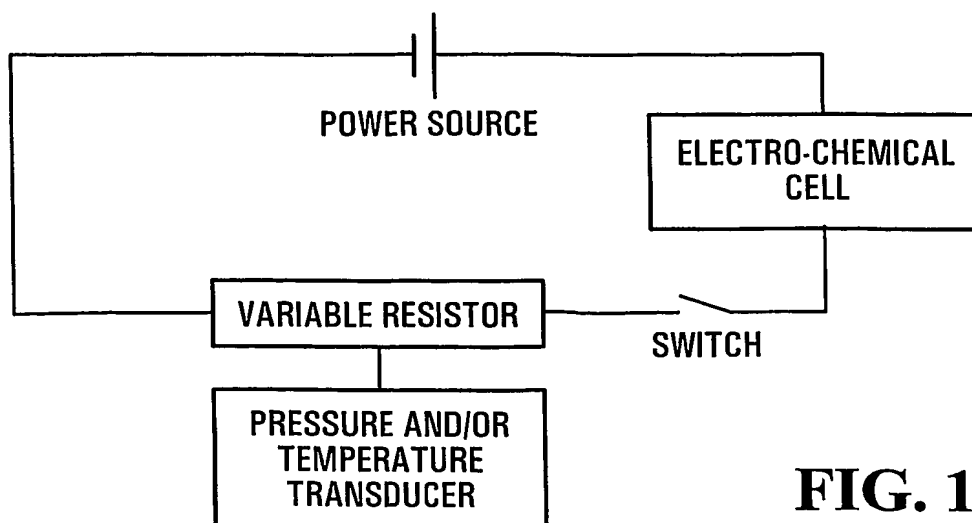 POWER SOURCE
ELECTRO-CHEMICAL
CELL
VARIABLE RESISTOR
SWITCH
PRESSURE AND/OR
TEMPERATURE
TRANSDUCER
FIG. 1